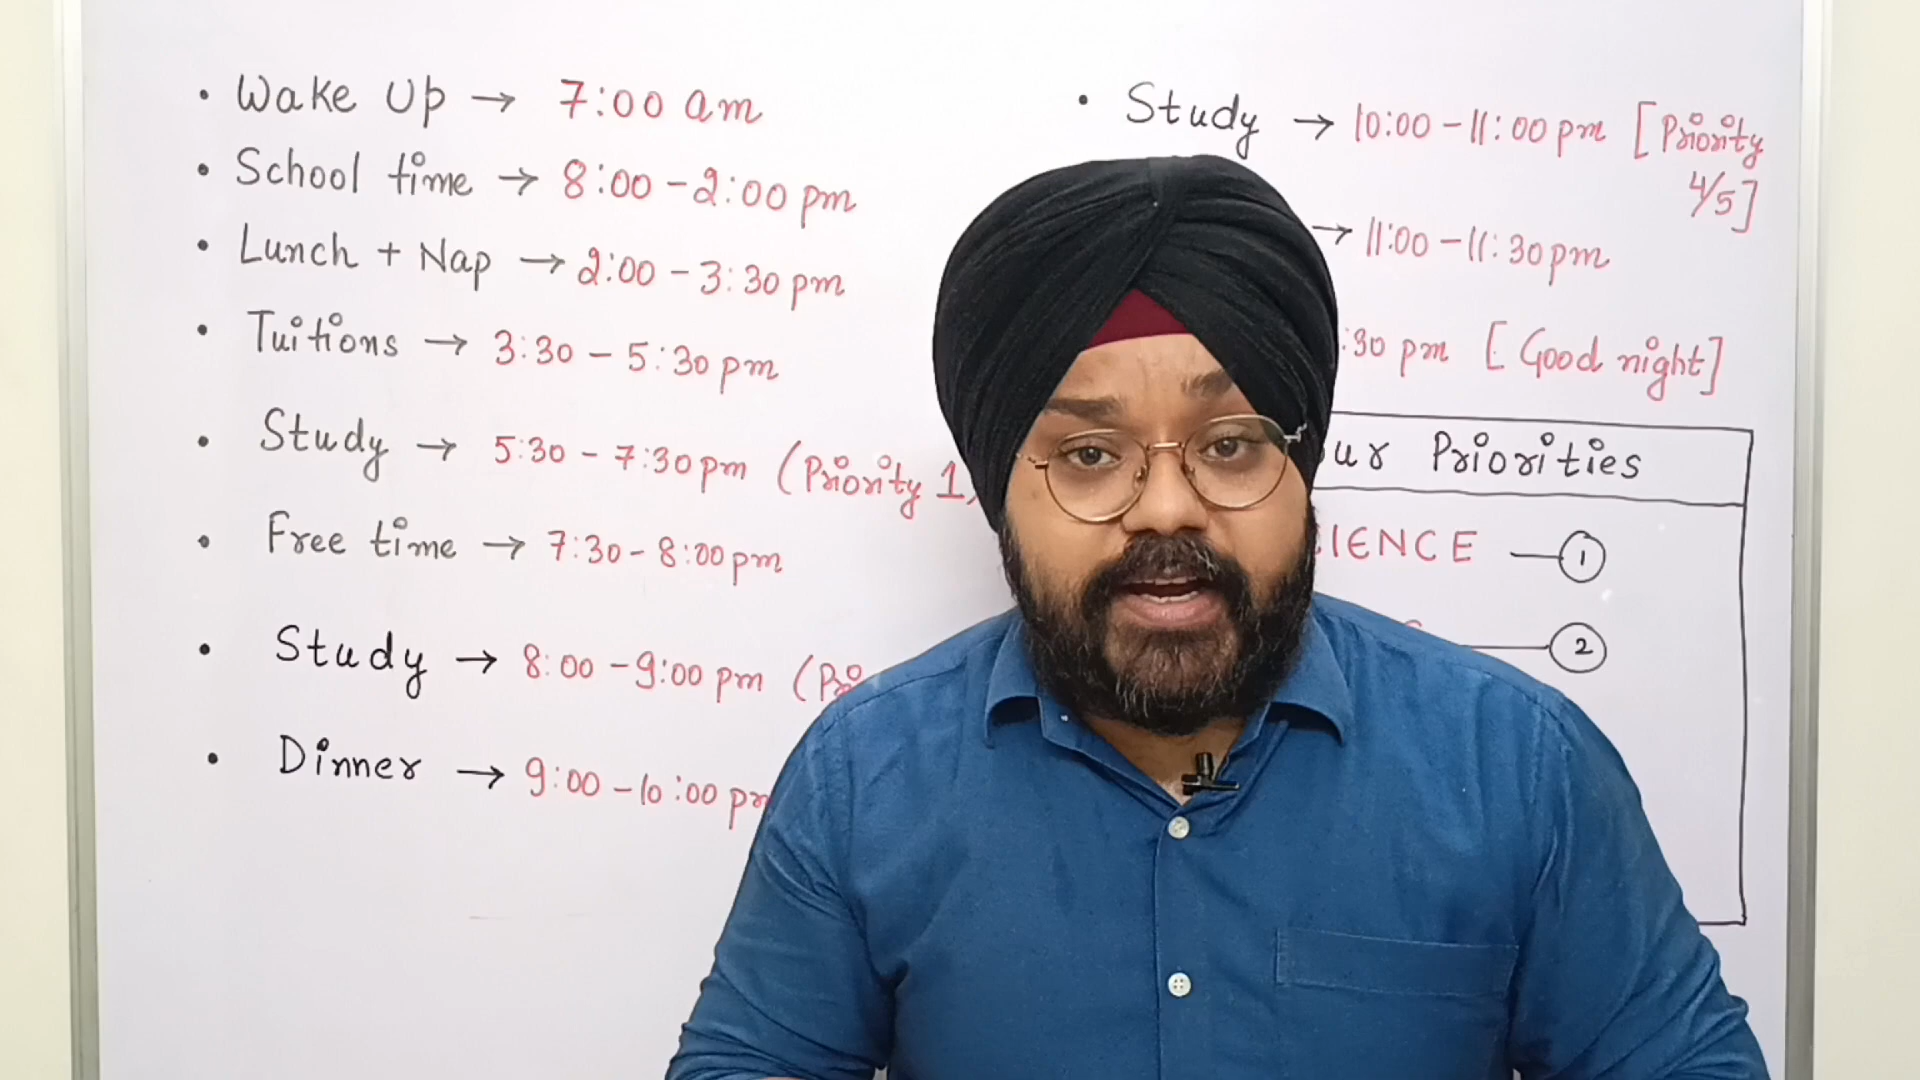 • Wake Up → 7:00 am
• School time → 8:00 - 2:00 pm
• Lunch + Nap → 2:00 - 3:30 pm
• Tuitions → 3:30 - 5:30 pm
• Study → 5:30 - 7:30 pm (Priority 1
• Free time → 7:30 - 8:00 pm
• Study → 8:00 - 9:00 pm
• Dinner → 9:00 - 10:00 pm
• Study → 10:00 - 11:00 pm [Priority
4/5]
→ 11:00 - 11:30 pm
:30 pm [Good night]
ur Priorities
IENCE — 1
2